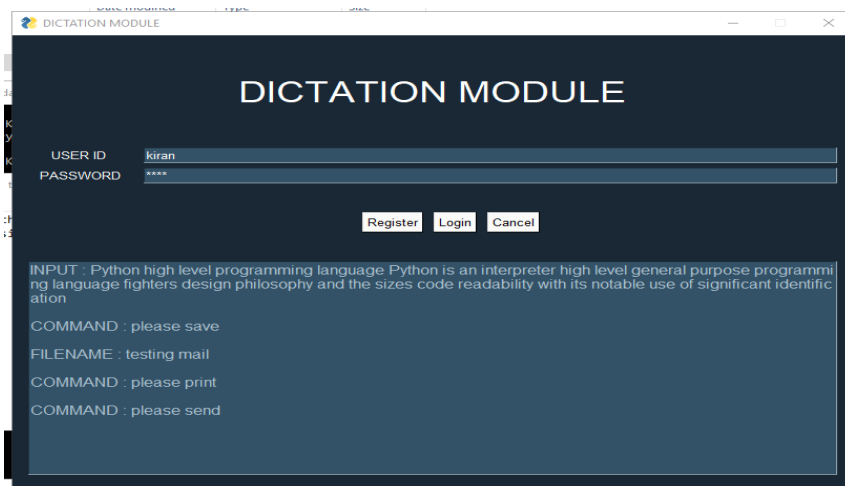 DICTATION MODULE
DICTATION MODULE
USER ID kiran
PASSWORD ****
Register Login Cancel
INPUT : Python high level programming language Python is an interpreter high level general purpose programmi
ng language fighters design philosophy and the sizes code readability with its notable use of significant identific
ation
COMMAND : please save
FILENAME : testing mail
COMMAND : please print
COMMAND : please send